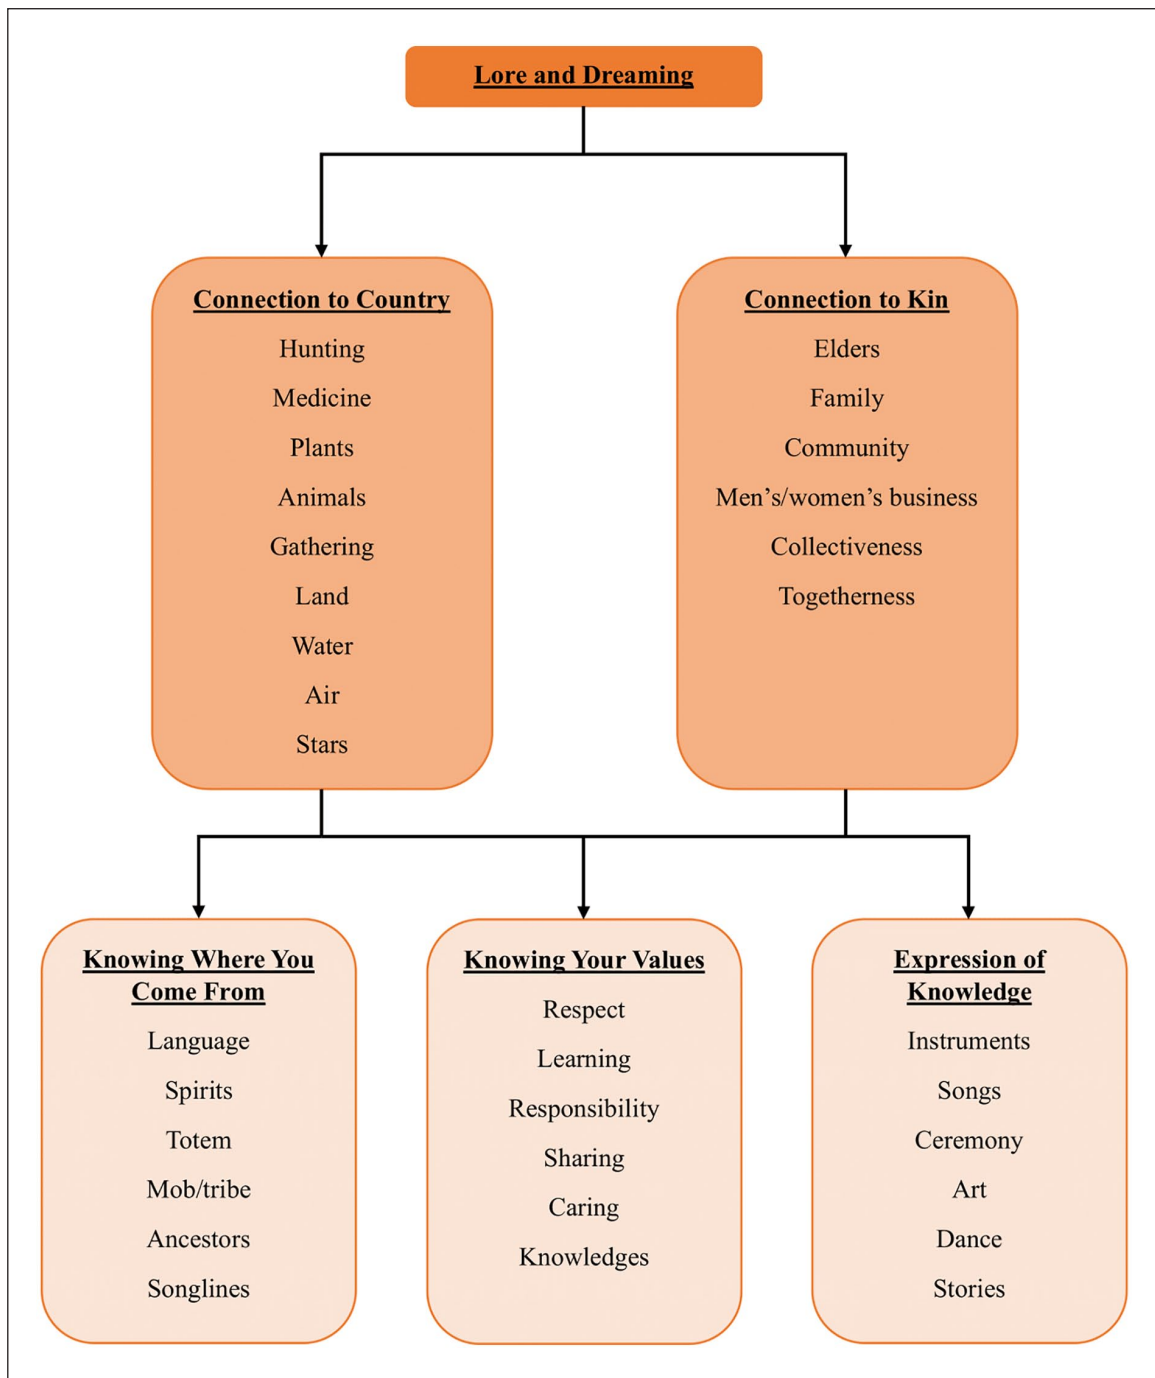 Lore and Dreaming
Connection to Country
Hunting
Medicine
Plants
Animals
Gathering
Land
Water
Air
Stars
Connection to Kin
Elders
Family
Community
Men’s/women’s business
Collectiveness
Togetherness
Knowing Where You
Come From
Language
Spirits
Totem
Mob/tribe
Ancestors
Songlines
Knowing Your Values
Respect
Learning
Responsibility
Sharing
Caring
Knowledges
Expression of
Knowledge
Instruments
Songs
Ceremony
Art
Dance
Stories